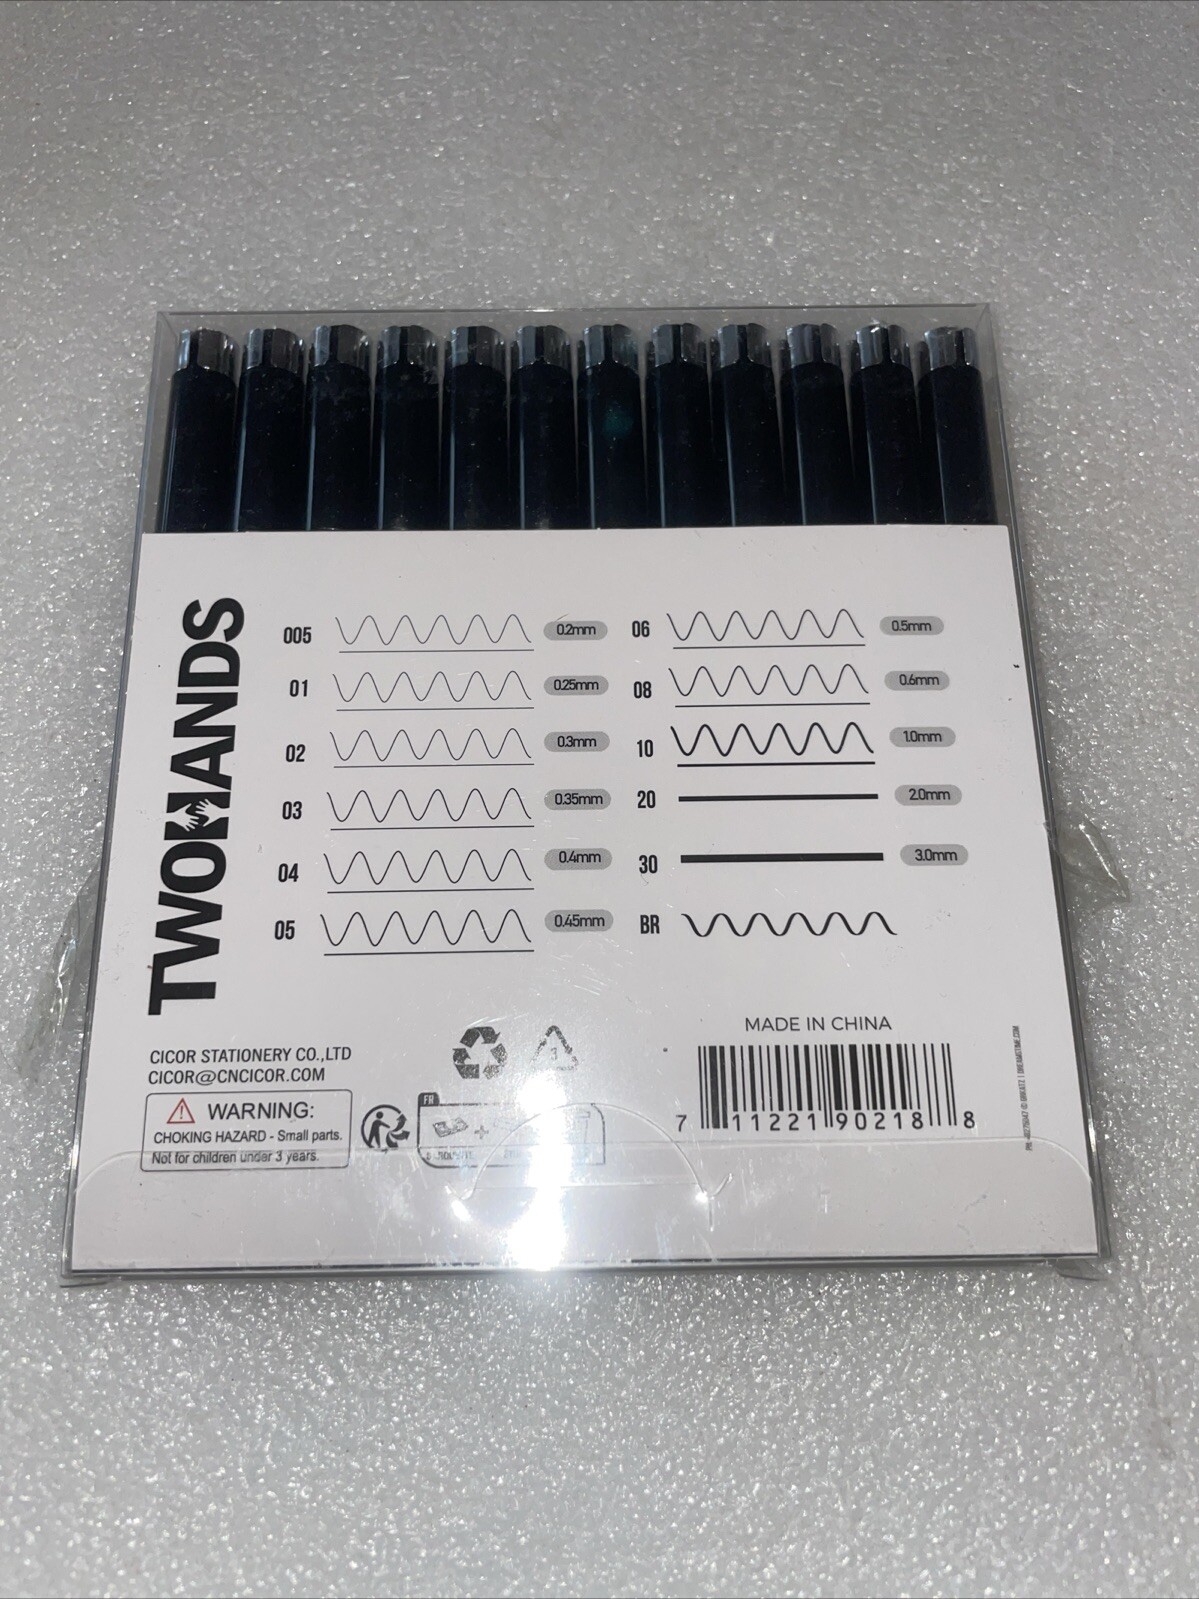 TWOHANDS
005 0.2mm
01 0.25mm
02 0.3mm
03 0.35mm
04 0.4mm
05 0.45mm
06 0.5mm
08 0.6mm
10 1.0mm
20 2.0mm
30 3.0mm
BR
CICOR STATIONERY CO.,LTD
CICOR@CNCICOR.COM
WARNING:
CHOKING HAZARD - Small parts.
Not for children under 3 years.
FR
MADE IN CHINA
7 11221 90218 8